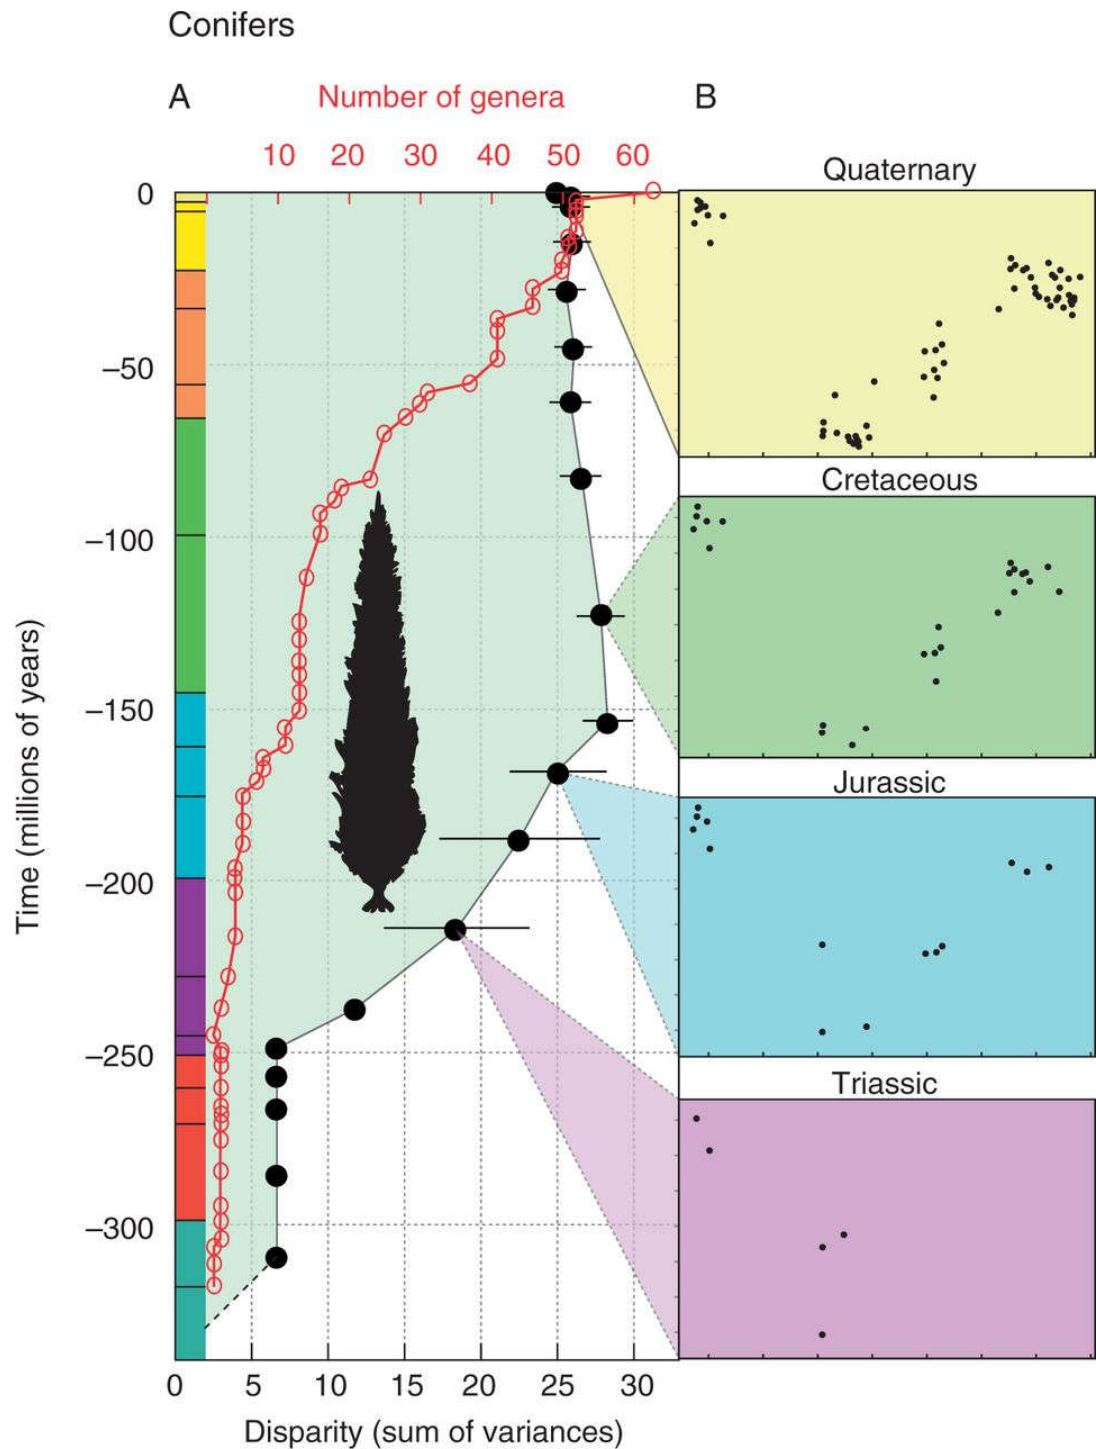 Conifers
A
Number of genera
B
10 20 30 40 50 60
Quaternary
0
Cretaceous
–50
–100
–150
Jurassic
–200
–250
Triassic
–300
Time (millions of years)
0 5 10 15 20 25 30
Disparity (sum of variances)